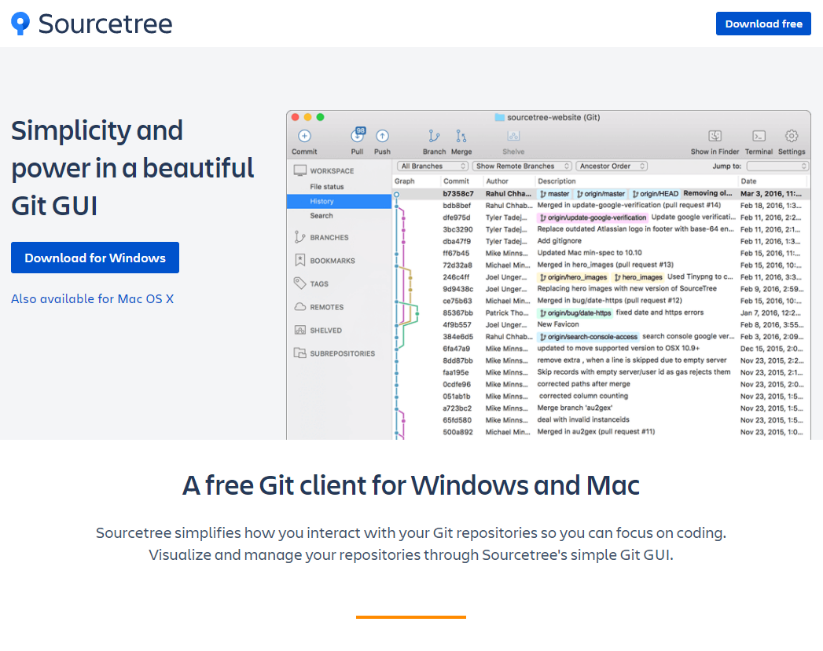 Sourcetree
Download free
Simplicity and
power in a beautiful
Git GUI
Download for Windows
Also available for Mac OS X
sourcetree-website (Git)
98
Commit Pull Push Branch Merge Shelve Show in Finder Terminal Settings
All Branches Show Remote Branches Ancestor Order Jump to:
Graph Commit Author Description Date
WORKSPACE
File status
History
Search
BRANCHES
BOOKMARKS
TAGS
REMOTES
SHELVED
SUBREPOSITORIES
b7358c7 Rahul Chha... master origin/master origin/HEAD Removing ol... Mar 3, 2016, 11:...
bdb8bef Rahul Chhab... Merged in update-google-verification (pull request #14) Feb 18, 2016, 1:3...
dfe975d Tyler Tadej... origin/update-google-verification Update google verificati... Feb 11, 2016, 2:2...
3bc3290 Tyler Tadej... Replace outdated Atlassian logo in footer with base-64 en... Feb 11, 2016, 2:1...
dba47f9 Tyler Tadej... Add gitignore Feb 11, 2016, 1:3...
ff67b45 Mike Minns... Updated Mac min-spec to 10.10 Feb 15, 2016, 11:...
72d32a8 Michael Min... Merged in hero_images (pull request #13) Feb 15, 2016, 10:...
246c4ff Joel Unger... origin/hero_images hero_images Used Tinypng to c... Feb 11, 2016, 3:3...
9d9438c Joel Unger... Replacing hero images with new version of SourceTree Feb 9, 2016, 2:59...
ce75b63 Michael Min... Merged in bug/date-https (pull request #12) Feb 15, 2016, 10:...
85367bb Patrick Tho... origin/bug/date-https fixed date and https errors Jan 7, 2016, 12:2...
4f9b557 Joel Unger... New Favicon Feb 8, 2016, 3:55...
384e6d5 Rahul Chhab... origin/search-console-access search console google ver... Feb 3, 2016, 2:09...
6fa47a9 Mike Minns... updated to move supported version to OSX 10.9+ Dec 15, 2015, 2:0...
8dd87bb Mike Minns... remove extra , when a line is skipped due to empty server Nov 23, 2015, 2:2...
faa195e Mike Minns... Skip records with empty server/user id as gas rejects them Nov 23, 2015, 2:1...
0cdfe96 Mike Minns... corrected paths after merge Nov 23, 2015, 2:0...
051ab1b Mike Minns... corrected column counting Nov 23, 2015, 1:5...
a723bc2 Mike Minns... Merge branch 'au2gex' Nov 23, 2015, 1:5...
65fd580 Mike Minns... deal with invalid instanceids Nov 23, 2015, 1:5...
500a892 Michael Min... Merged in au2gex (pull request #11) Nov 23, 2015, 1:0...
A free Git client for Windows and Mac
Sourcetree simplifies how you interact with your Git repositories so you can focus on coding.
Visualize and manage your repositories through Sourcetree's simple Git GUI.